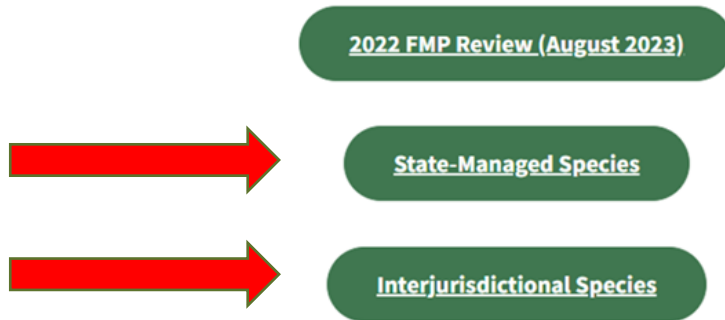 2022 FMP Review (August 2023)
State-Managed Species
Interjurisdictional Species